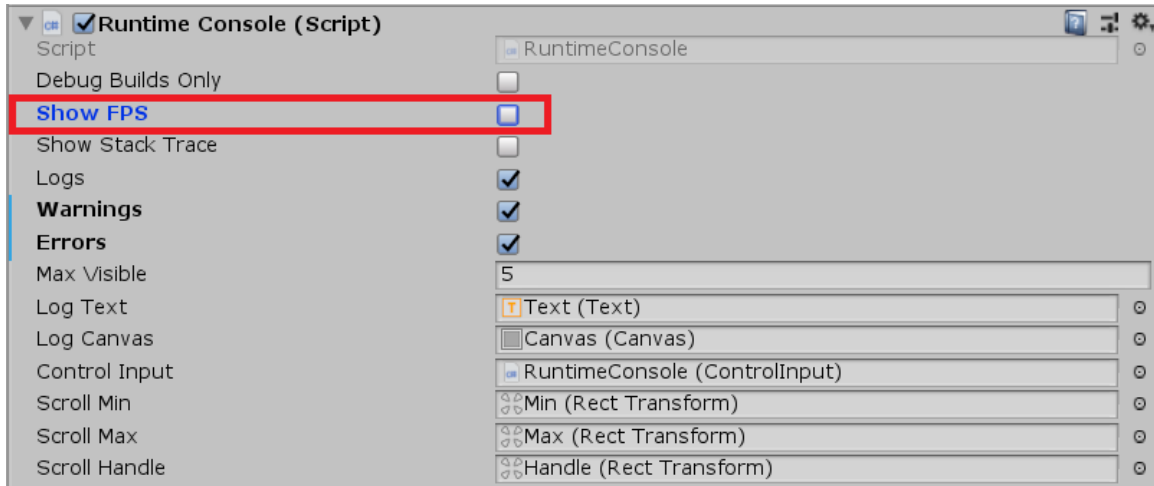 Runtime Console (Script)
Script RuntimeConsole
Debug Builds Only
Show FPS
Show Stack Trace
Logs
Warnings
Errors
Max Visible 5
Log Text Text (Text)
Log Canvas Canvas (Canvas)
Control Input RuntimeConsole (ControlInput)
Scroll Min Min (Rect Transform)
Scroll Max Max (Rect Transform)
Scroll Handle Handle (Rect Transform)